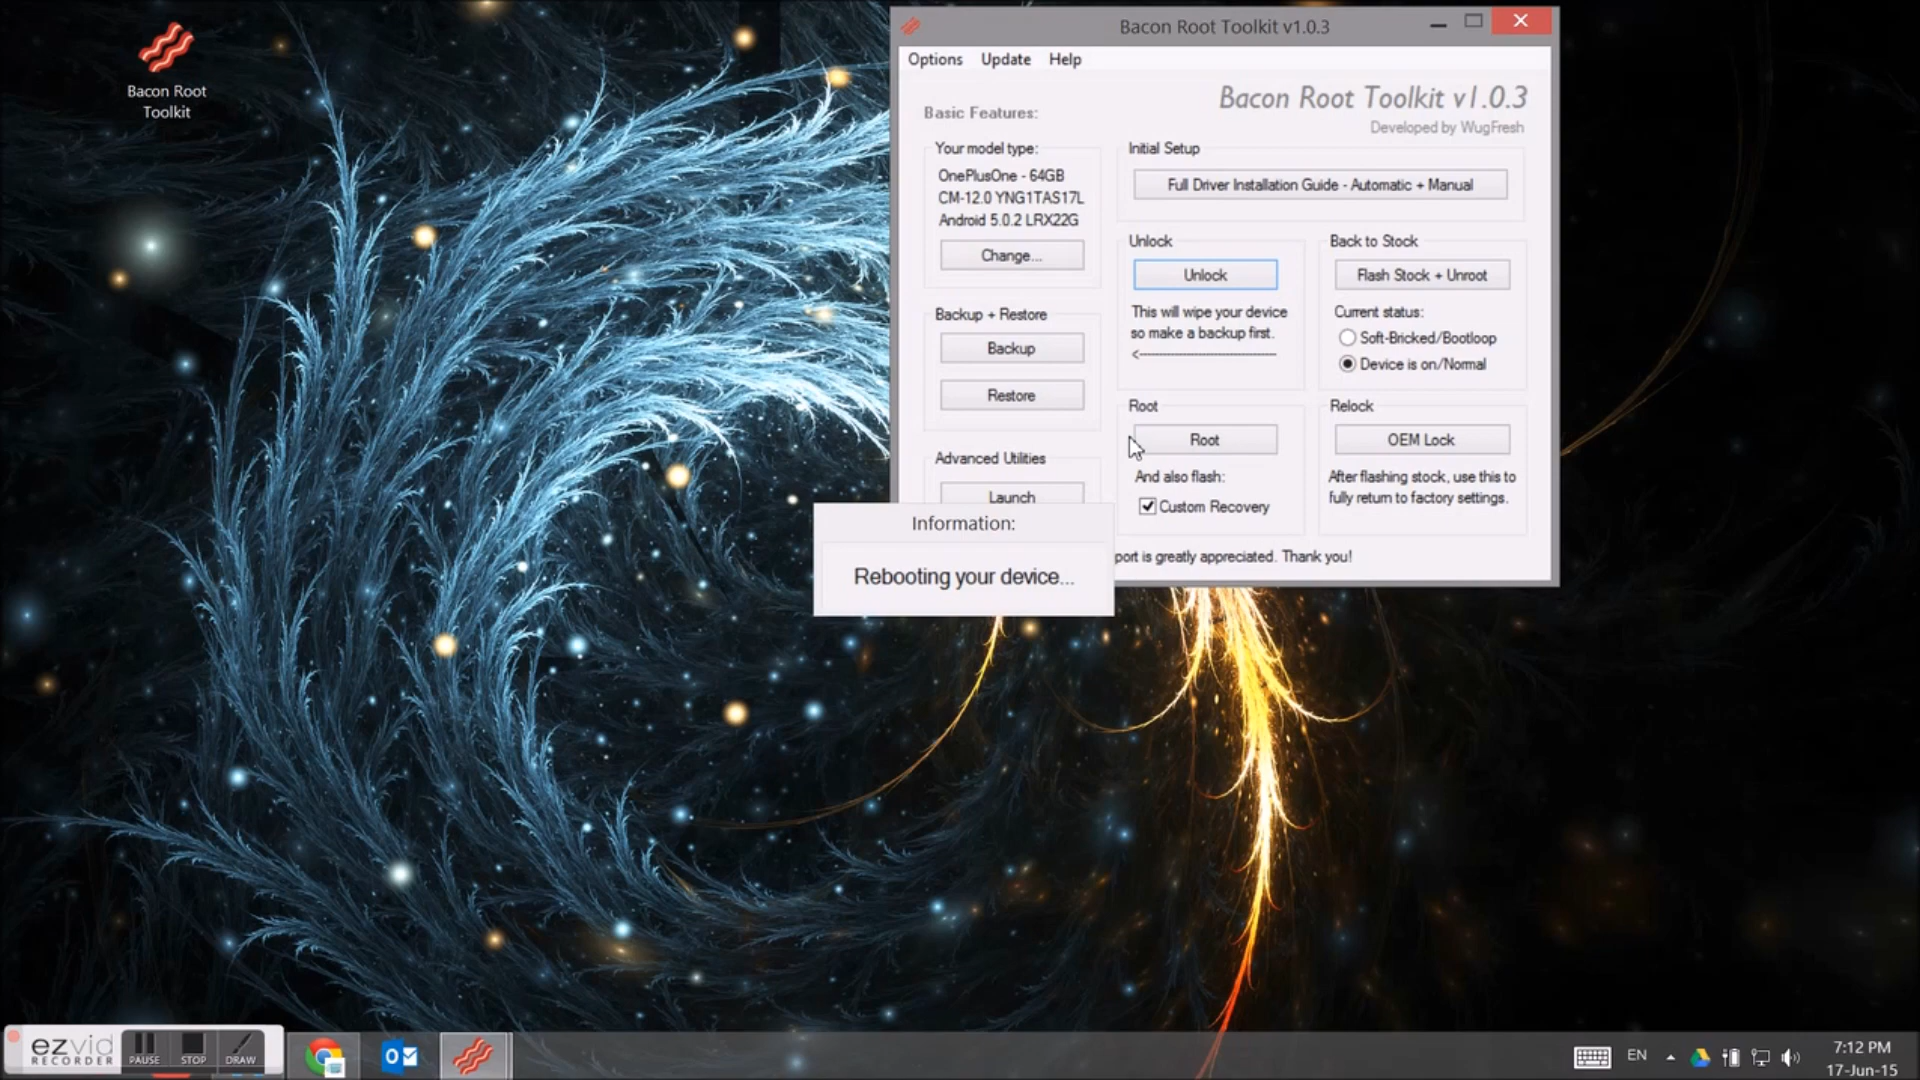 Bacon Root
Toolkit
Bacon Root Toolkit v1.0.3
Options Update Help
Bacon Root Toolkit v1.0.3
Developed by WugFresh
Basic Features:
Your model type:
OnePlusOne - 64GB
CM-12.0 YNG1TAS17L
Android 5.0.2 LRX22G
Change...
Initial Setup
Full Driver Installation Guide - Automatic + Manual
Unlock
Unlock
This will wipe your device
so make a backup first.
<----------------------------
Back to Stock
Flash Stock + Unroot
Current status:
Soft-Bricked/Bootloop
Device is on/Normal
Backup + Restore
Backup
Restore
Root
Root
And also flash:
Custom Recovery
Relock
OEM Lock
After flashing stock, use this to
fully return to factory settings.
Advanced Utilities
Launch
port is greatly appreciated. Thank you!
Information:
Rebooting your device...
ezvid
RECORDER
PAUSE STOP DRAW
EN
7:12 PM
17-Jun-15